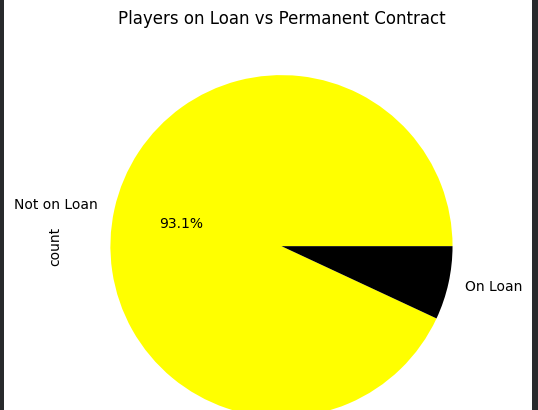 Players on Loan vs Permanent Contract
Not on Loan
93.1%
count
On Loan